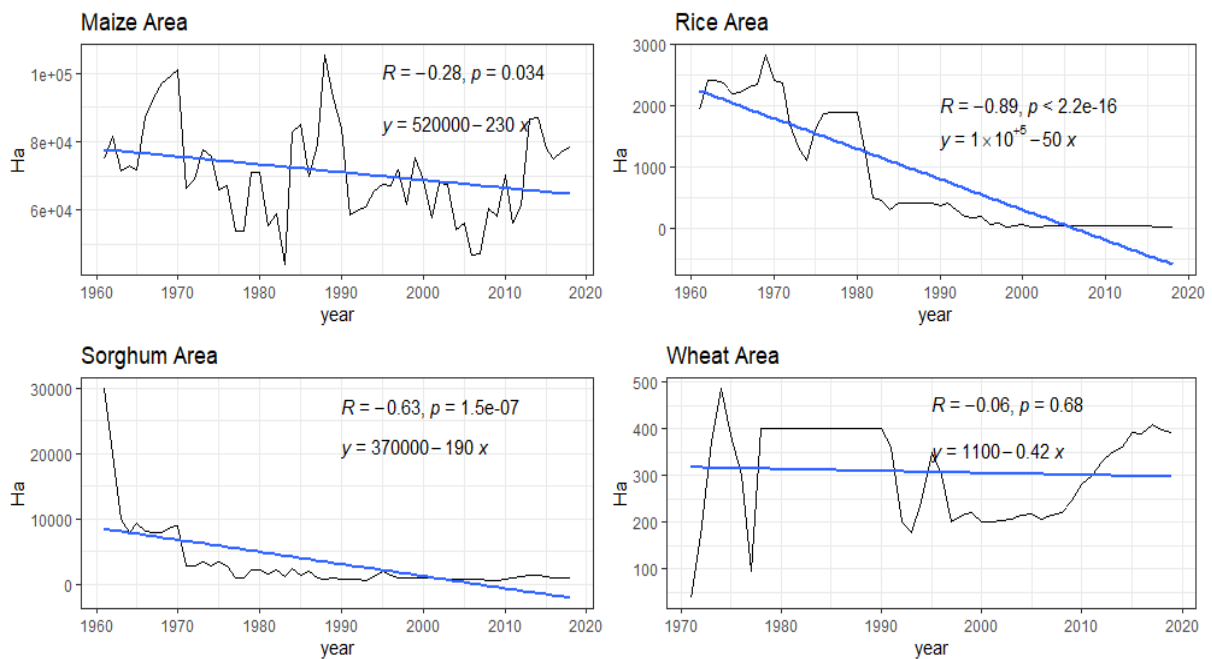 Maize Area
1e+05
8e+04
6e+04
Ha
R = −0.28, p = 0.034
y = 520000 − 230 x
1960 1970 1980 1990 2000 2010 2020
year
Rice Area
3000
2000
1000
0
Ha
R = −0.89, p < 2.2e-16
y = 1×10⁺⁵ − 50 x
1960 1970 1980 1990 2000 2010 2020
year
Sorghum Area
30000
20000
10000
0
Ha
R = −0.63, p = 1.5e-07
y = 370000 − 190 x
1960 1970 1980 1990 2000 2010 2020
year
Wheat Area
500
400
300
200
100
Ha
R = −0.06, p = 0.68
y = 1100 − 0.42 x
1970 1980 1990 2000 2010 2020
year